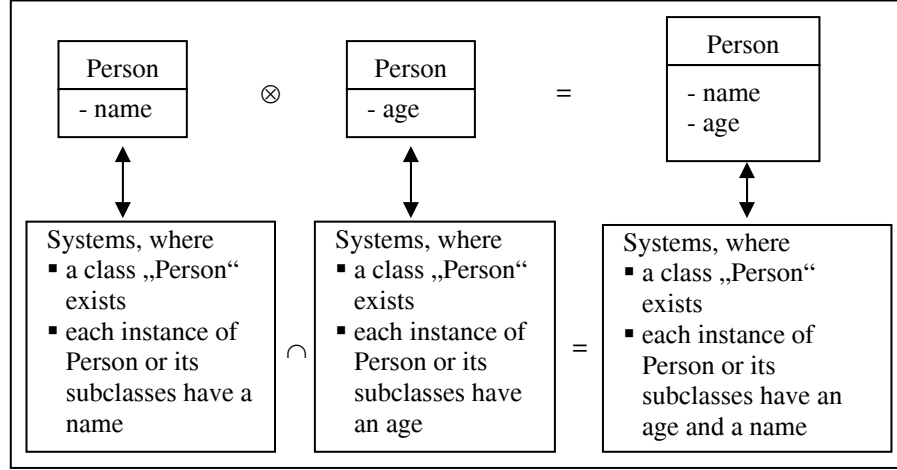 Person
- name
⊗
Person
- age
=
Person
- name
- age
Systems, where
▪ a class „Person“
exists
▪ each instance of
Person or its
subclasses have a
name
∩
Systems, where
▪ a class „Person“
exists
▪ each instance of
Person or its
subclasses have
an age
=
Systems, where
▪ a class „Person“
exists
▪ each instance of
Person or its
subclasses have an
age and a name